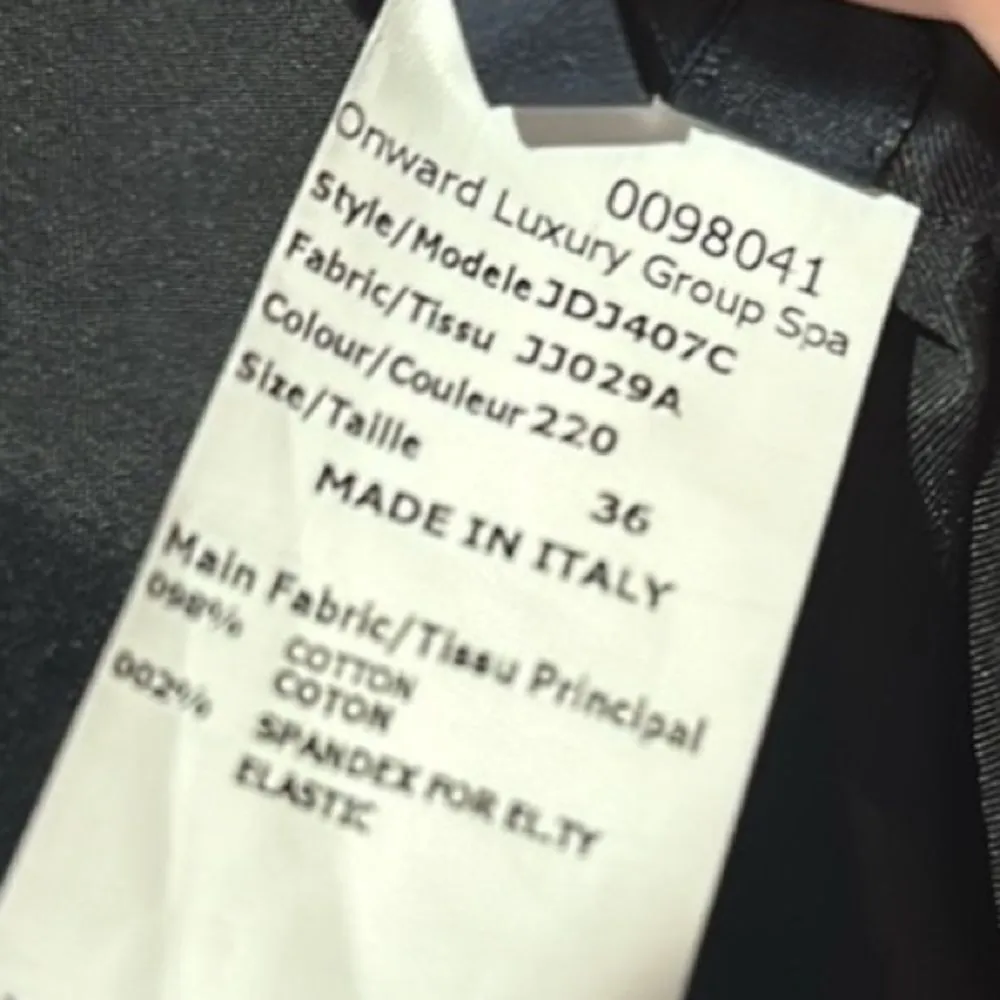 0098041
Onward Luxury Group Spa
Style/Modele JDJ407C
Fabric/Tissu JJ029A
Colour/Couleur 220
Size/Taille 36
MADE IN ITALY
Main Fabric/Tissu Principal
098% COTTON
COTON
002% SPANDEX FOR EL.TY
ELASTIC